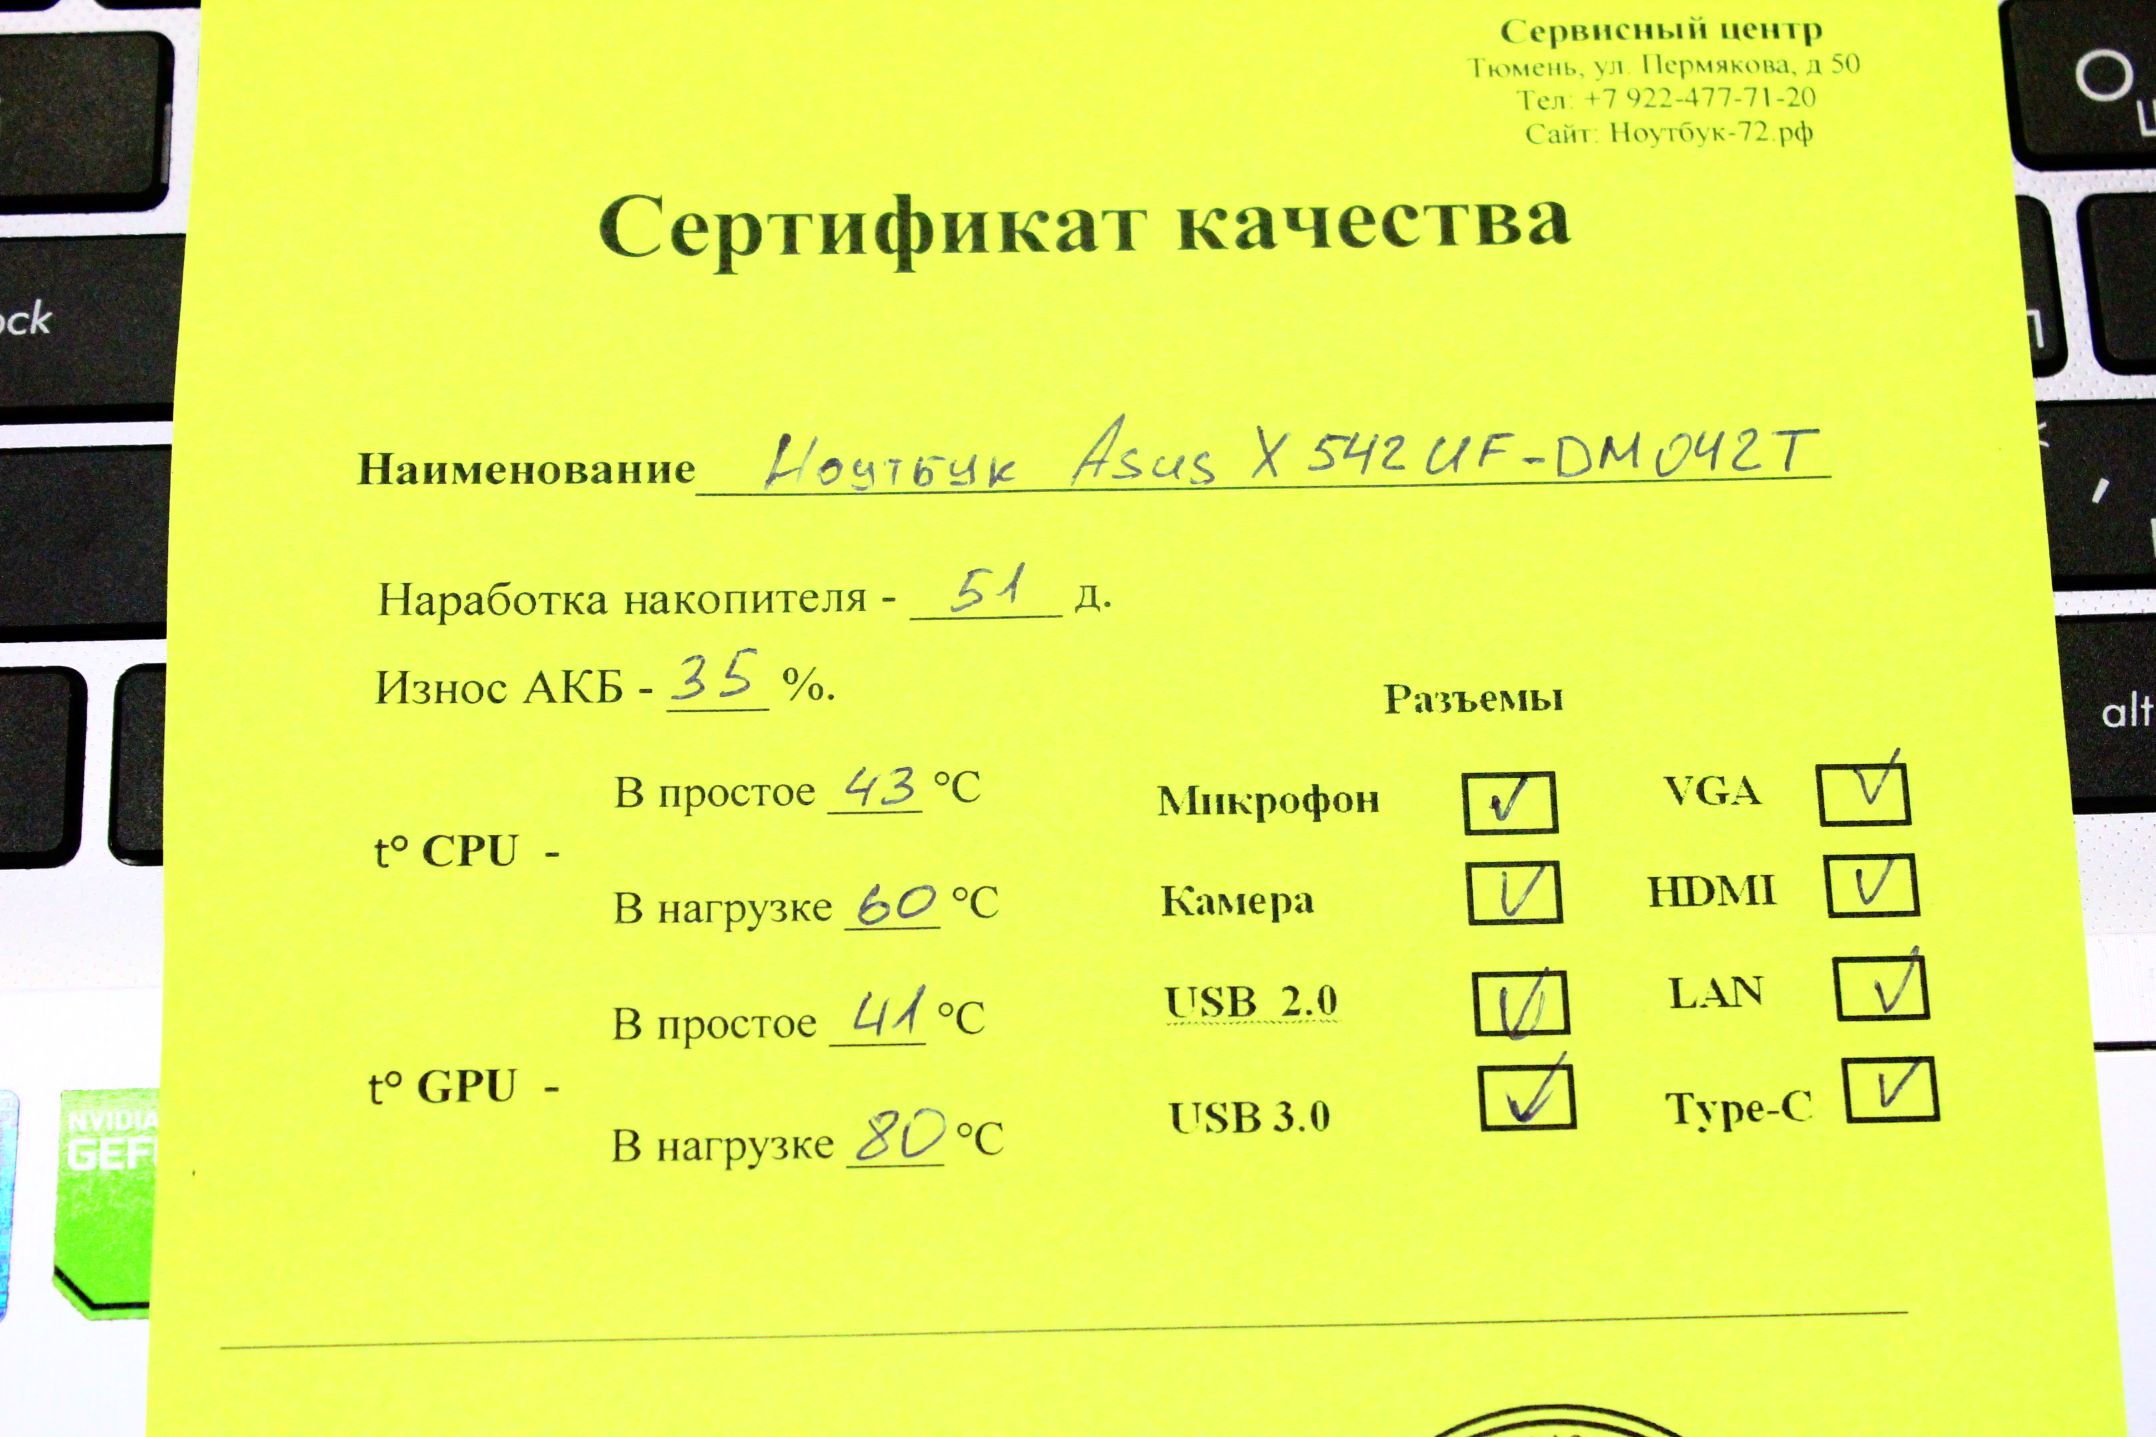 Сервисный центр
Тюмень, ул. Пермякова, д 50
Тел: +7 922-477-71-20
Сайт: Ноутбук-72.рф
Сертификат качества
Наименование Ноутбук Asus X542UF-DM042T
Наработка накопителя - 51 д.
Износ АКБ - 35 %.
Разъемы
t° CPU -
В простое 43 °C
В нагрузке 60 °C
t° GPU -
В простое 41 °C
В нагрузке 80 °C
Микрофон ✓ VGA ✓
Камера ✓ HDMI ✓
USB 2.0 ✓ LAN ✓
USB 3.0 ✓ Type-C ✓
NVIDIA
alt